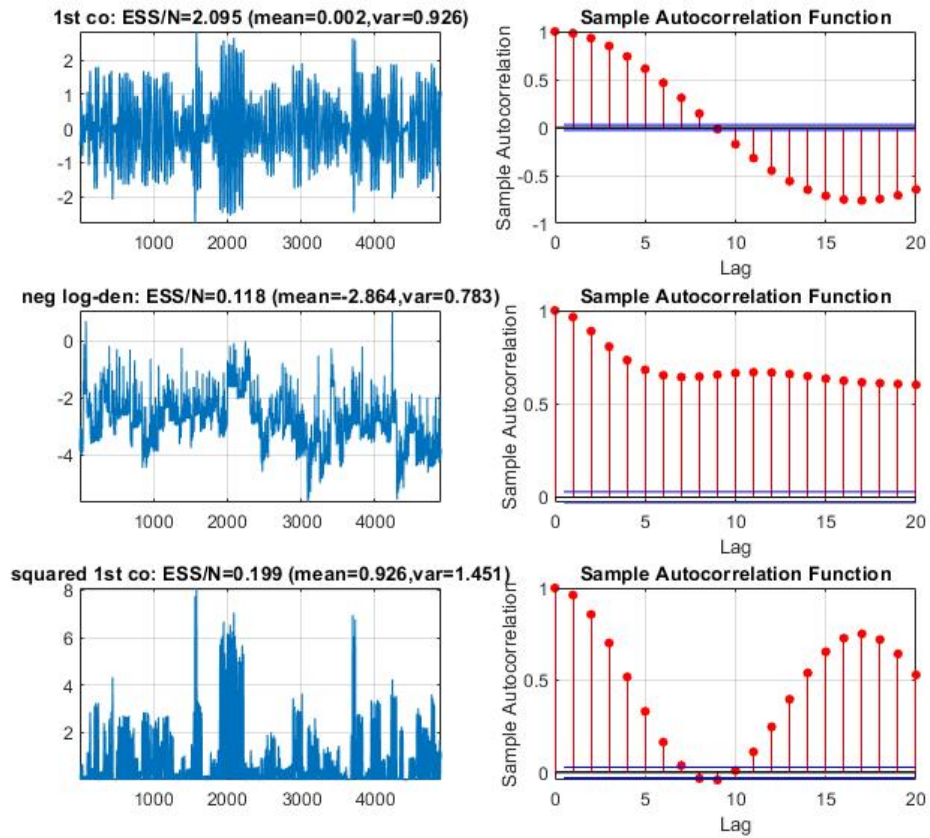 1st co: ESS/N=2.095 (mean=0.002,var=0.926)
2
1
0
-1
-2
1000 2000 3000 4000
Sample Autocorrelation Function
Sample Autocorrelation
1
0.5
0
-0.5
-1
0 5 10 15 20
Lag
neg log-den: ESS/N=0.118 (mean=-2.864,var=0.783)
0
-2
-4
1000 2000 3000 4000
Sample Autocorrelation Function
Sample Autocorrelation
1
0.5
0
0 5 10 15 20
Lag
squared 1st co: ESS/N=0.199 (mean=0.926,var=1.451)
8
6
4
2
1000 2000 3000 4000
Sample Autocorrelation Function
Sample Autocorrelation
1
0.5
0
0 5 10 15 20
Lag